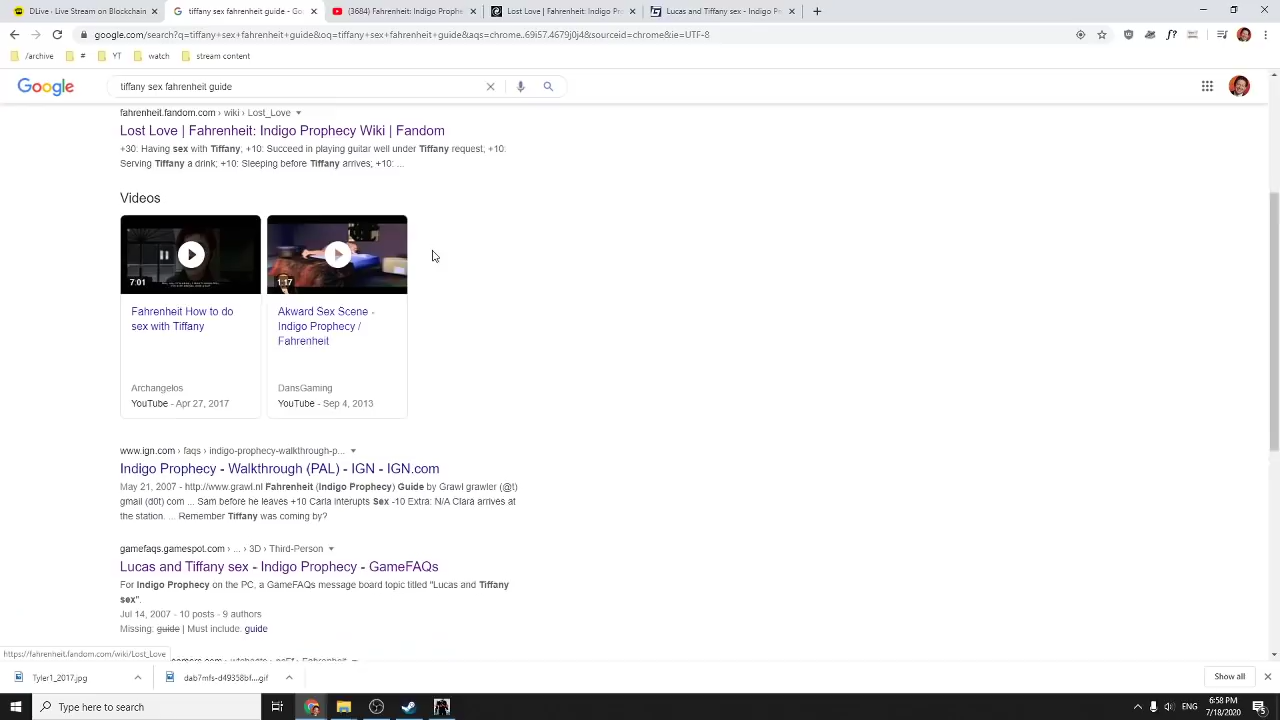 DLive · Live Stream on Blockchain
tiffany sex fahrenheit guide - Go
(3684) Fahrenheit: Indigo Prophe
Lost Love | Fahrenheit: Indigo Pr
Lucas and Tiffany sex - Indigo P
google.com/search?q=tiffany+sex+fahrenheit+guide&oq=tiffany+sex+fahrenheit+guide&aqs=chrome..69i57.4679j0j4&sourceid=chrome&ie=UTF-8
/archive
#
YT
watch
stream content
Google
tiffany sex fahrenheit guide
fahrenheit.fandom.com › wiki › Lost_Love
Lost Love | Fahrenheit: Indigo Prophecy Wiki | Fandom
+30: Having sex with Tiffany, +10: Succeed in playing guitar well under Tiffany request; +10:
Serving Tiffany a drink; +10: Sleeping before Tiffany arrives; +10: ...
Videos
7:01
1:17
Fahrenheit How to do
sex with Tiffany
Akward Sex Scene -
Indigo Prophecy /
Fahrenheit
Archangelos
YouTube - Apr 27, 2017
DansGaming
YouTube - Sep 4, 2013
www.ign.com › faqs › indigo-prophecy-walkthrough-p...
Indigo Prophecy - Walkthrough (PAL) - IGN - IGN.com
May 21, 2007 - http://www.grawl.nl Fahrenheit (Indigo Prophecy) Guide by Grawl grawler (@t)
gmail (d0t) com ... Sam before he leaves +10 Carla interupts Sex -10 Extra: N/A Clara arrives at
the station. ... Remember Tiffany was coming by?
gamefaqs.gamespot.com › ... › 3D › Third-Person
Lucas and Tiffany sex - Indigo Prophecy - GameFAQs
For Indigo Prophecy on the PC, a GameFAQs message board topic titled "Lucas and Tiffany
sex".
Jul 14, 2007 - 10 posts - 9 authors
Missing: guide | Must include: guide
https://fahrenheit.fandom.com/wiki/Lost_Love
Tyler1_2017.jpg
dab7mfs-d49358bf....gif
Show all
Type here to search
ENG
6:58 PM
7/18/2020